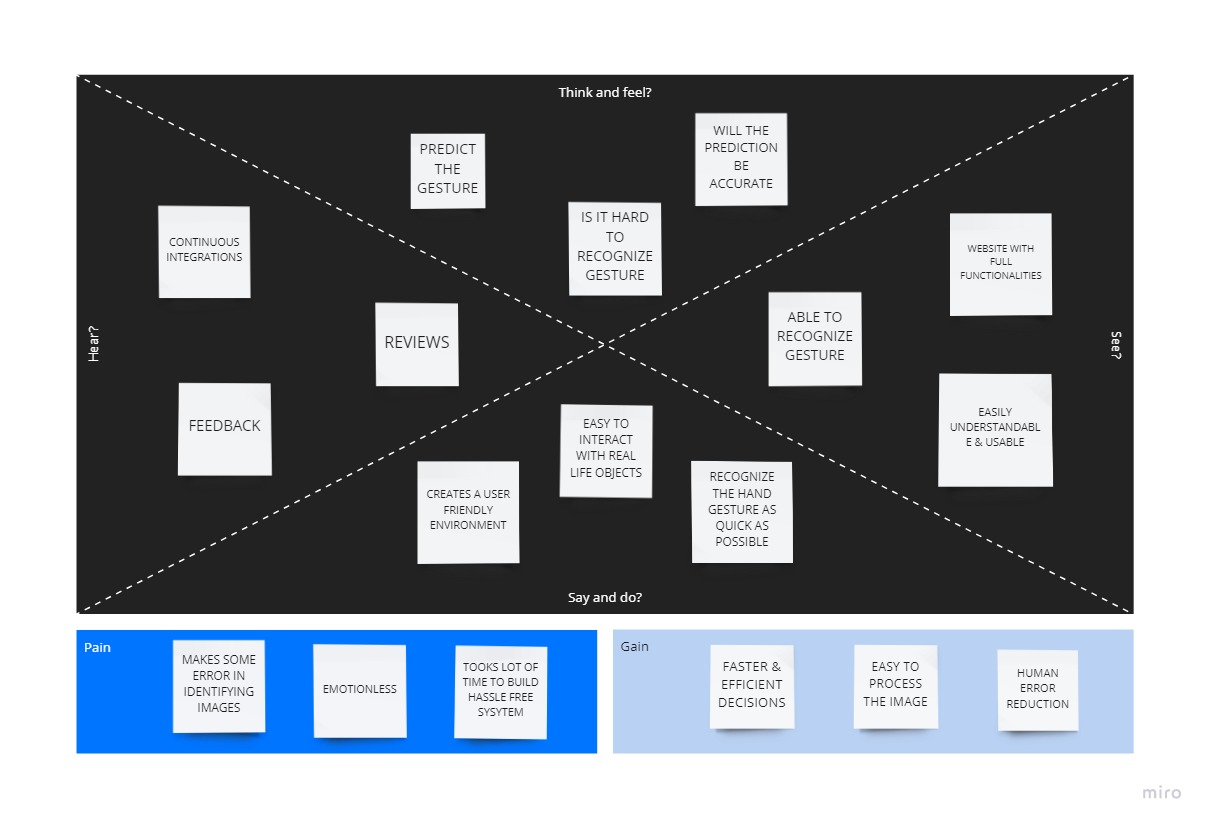 Think and feel?
PREDICT
THE
GESTURE
WILL THE
PREDICTION
BE
ACCURATE
IS IT HARD
TO
RECOGNIZE
GESTURE
Hear?
CONTINUOUS
INTEGRATIONS
REVIEWS
FEEDBACK
See?
WEBSITE WITH
FULL
FUNCTIONALITIES
ABLE TO
RECOGNIZE
GESTURE
EASILY
UNDERSTANDABL
E & USABLE
EASY TO
INTERACT
WITH REAL
LIFE OBJECTS
CREATES A USER
FRIENDLY
ENVIRONMENT
RECOGNIZE
THE HAND
GESTURE AS
QUICK AS
POSSIBLE
Say and do?
Pain
MAKES SOME
ERROR IN
IDENTIFYING
IMAGES
EMOTIONLESS
TOOKS LOT OF
TIME TO BUILD
HASSLE FREE
SYSYTEM
Gain
FASTER &
EFFICIENT
DECISIONS
EASY TO
PROCESS
THE IMAGE
HUMAN
ERROR
REDUCTION
miro